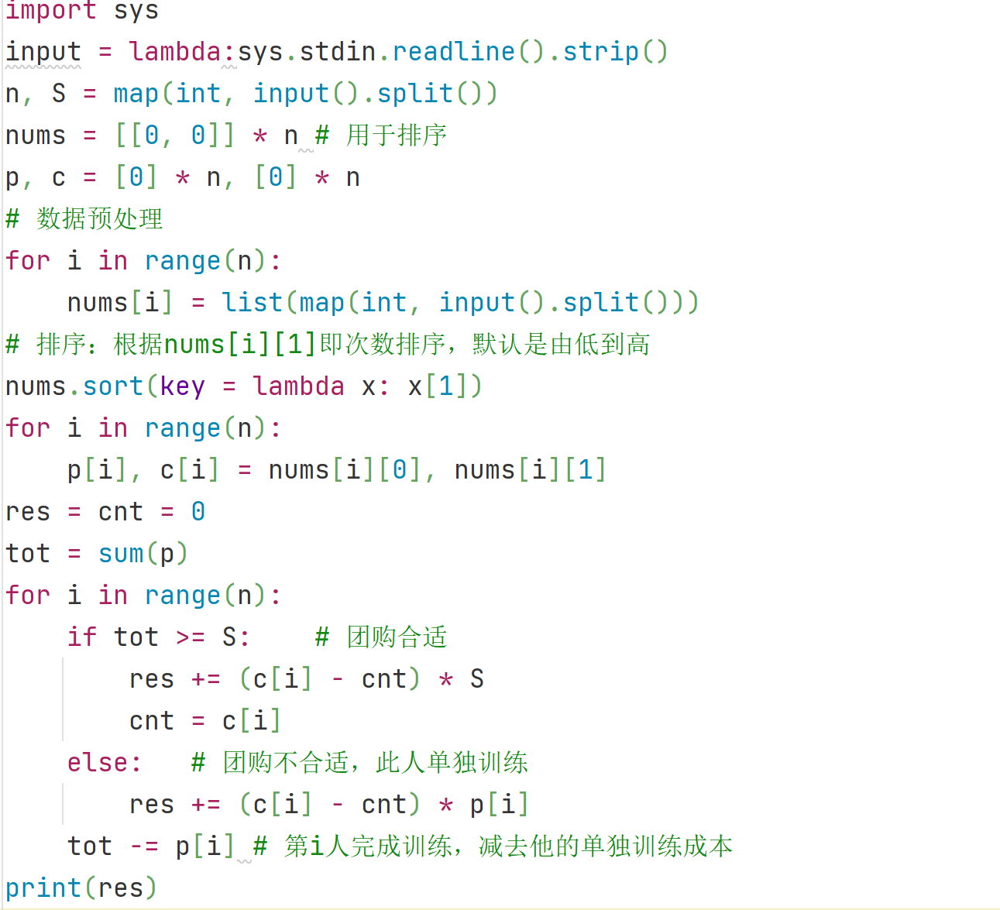 import sys
input = lambda:sys.stdin.readline().strip()
n, S = map(int, input().split())
nums = [[0, 0]] * n # 用于排序
p, c = [0] * n, [0] * n
# 数据预处理
for i in range(n):
    nums[i] = list(map(int, input().split()))
# 排序：根据nums[i][1]即次数排序，默认是由低到高
nums.sort(key = lambda x: x[1])
for i in range(n):
    p[i], c[i] = nums[i][0], nums[i][1]
res = cnt = 0
tot = sum(p)
for i in range(n):
    if tot >= S:    # 团购合适
        res += (c[i] - cnt) * S
        cnt = c[i]
    else:   # 团购不合适，此人单独训练
        res += (c[i] - cnt) * p[i]
    tot -= p[i] # 第i人完成训练，减去他的单独训练成本
print(res)